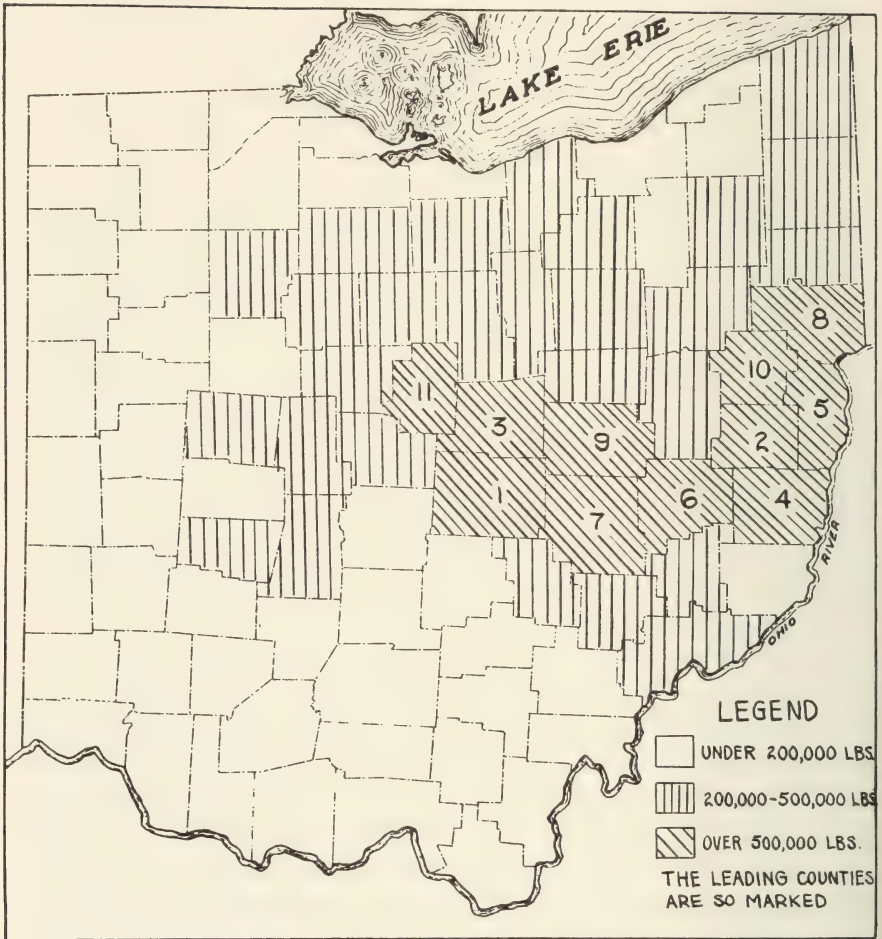 LAKE ERIE
8
10
5
11
3
9
2
1
7
6
4
OHIO RIVER
LEGEND
UNDER 200,000 LBS.
200,000-500,000 LBS
OVER 500,000 LBS.
THE LEADING COUNTIES
ARE SO MARKED